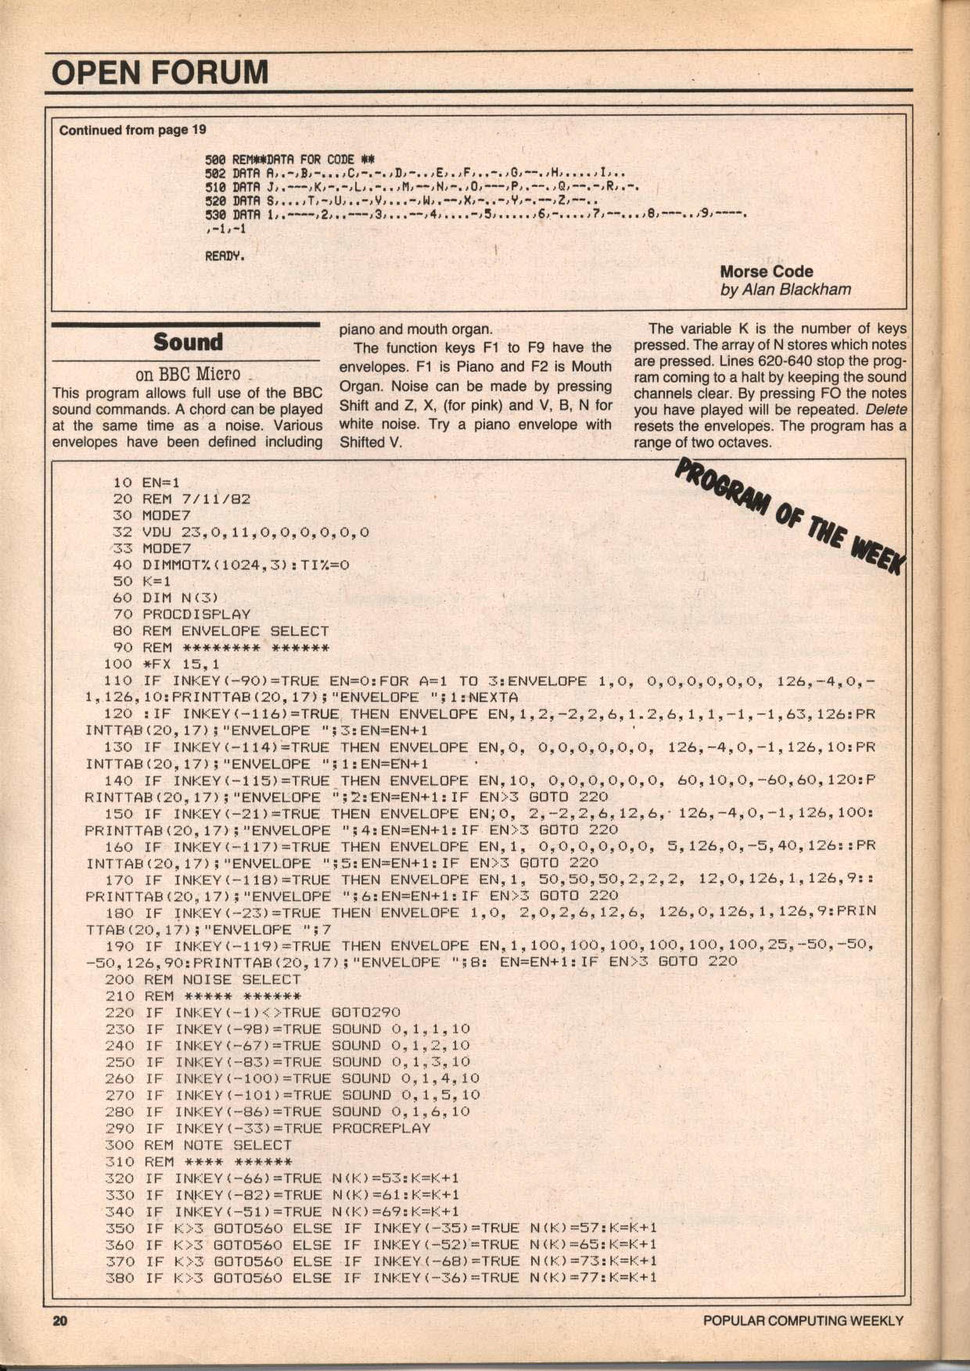 OPEN FORUM
Continued from page 19
500 REM**DATA FOR CODE **
502 DATA A,.-,B,-...,C,-.-.,D,-..,E,.,F,..-.,G,--.,H,....,I,..
510 DATA J,.---,K,-.-,L,.-..,M,--,N,-.,O,---,P,.--.,Q,--.-,R,.-.
520 DATA S,...,T,-,U,..-,V,...-,W,.--,X,-..-,Y,-.--,Z,--..
530 DATA 1,.----,2,..---,3,...--,4,....-,5,.....,6,-....,7,--...,8,---..,9,----.
,-1,-1
READY.
Morse Code
by Alan Blackham
Sound
on BBC Micro
This program allows full use of the BBC
sound commands. A chord can be played
at the same time as a noise. Various
envelopes have been defined including
piano and mouth organ.
The function keys F1 to F9 have the
envelopes. F1 is Piano and F2 is Mouth
Organ. Noise can be made by pressing
Shift and Z, X, (for pink) and V, B, N for
white noise. Try a piano envelope with
Shifted V.
The variable K is the number of keys
pressed. The array of N stores which notes
are pressed. Lines 620-640 stop the prog-
ram coming to a halt by keeping the sound
channels clear. By pressing FO the notes
you have played will be repeated. Delete
resets the envelopes. The program has a
range of two octaves.
PROGRAM OF THE WEEK
10 EN=1
20 REM 7/11/82
30 MODE7
32 VDU 23,0,11,0,0,0,0,0,0,0
33 MODE7
40 DIMMOT%(1024,3):TI%=0
50 K=1
60 DIM N(3)
70 PROCDISPLAY
80 REM ENVELOPE SELECT
90 REM ******** ******
100 *FX 15,1
110 IF INKEY(-90)=TRUE EN=0:FOR A=1 TO 3:ENVELOPE 1,0, 0,0,0,0,0,0, 126,-4,0,-
1,126,10:PRINTTAB(20,17);"ENVELOPE ";1:NEXTA
120 :IF INKEY(-116)=TRUE THEN ENVELOPE EN,1,2,-2,2,6,1.2,6,1,1,-1,-1,63,126:PR
INTTAB(20,17);"ENVELOPE ";3:EN=EN+1
130 IF INKEY(-114)=TRUE THEN ENVELOPE EN,0, 0,0,0,0,0,0, 126,-4,0,-1,126,10:PR
INTTAB(20,17);"ENVELOPE ";1:EN=EN+1
140 IF INKEY(-115)=TRUE THEN ENVELOPE EN,10, 0,0,0,0,0,0, 60,10,0,-60,60,120:P
RINTTAB(20,17);"ENVELOPE ";2:EN=EN+1:IF EN>3 GOTO 220
150 IF INKEY(-21)=TRUE THEN ENVELOPE EN,0, 2,-2,2,6,12,6, 126,-4,0,-1,126,100:
PRINTTAB(20,17);"ENVELOPE ";4:EN=EN+1:IF EN>3 GOTO 220
160 IF INKEY(-117)=TRUE THEN ENVELOPE EN,1, 0,0,0,0,0,0, 5,126,0,-5,40,126::PR
INTTAB(20,17);"ENVELOPE ";5:EN=EN+1:IF EN>3 GOTO 220
170 IF INKEY(-118)=TRUE THEN ENVELOPE EN,1, 50,50,50,2,2,2, 12,0,126,1,126,9::
PRINTTAB(20,17);"ENVELOPE ";6:EN=EN+1:IF EN>3 GOTO 220
180 IF INKEY(-23)=TRUE THEN ENVELOPE 1,0, 2,0,2,6,12,6, 126,0,126,1,126,9:PRIN
TTAB(20,17);"ENVELOPE ";7
190 IF INKEY(-119)=TRUE THEN ENVELOPE EN,1,100,100,100,100,100,100,25,-50,-50,
-50,126,90:PRINTTAB(20,17);"ENVELOPE ";8: EN=EN+1:IF EN>3 GOTO 220
200 REM NOISE SELECT
210 REM ***** ******
220 IF INKEY(-1)<>TRUE GOTO290
230 IF INKEY(-98)=TRUE SOUND 0,1,1,10
240 IF INKEY(-67)=TRUE SOUND 0,1,2,10
250 IF INKEY(-83)=TRUE SOUND 0,1,3,10
260 IF INKEY(-100)=TRUE SOUND 0,1,4,10
270 IF INKEY(-101)=TRUE SOUND 0,1,5,10
280 IF INKEY(-86)=TRUE SOUND 0,1,6,10
290 IF INKEY(-33)=TRUE PROCREPLAY
300 REM NOTE SELECT
310 REM **** ******
320 IF INKEY(-66)=TRUE N(K)=53:K=K+1
330 IF INKEY(-82)=TRUE N(K)=61:K=K+1
340 IF INKEY(-51)=TRUE N(K)=69:K=K+1
350 IF K>3 GOTO560 ELSE IF INKEY(-35)=TRUE N(K)=57:K=K+1
360 IF K>3 GOTO560 ELSE IF INKEY(-52)=TRUE N(K)=65:K=K+1
370 IF K>3 GOTO560 ELSE IF INKEY(-68)=TRUE N(K)=73:K=K+1
380 IF K>3 GOTO560 ELSE IF INKEY(-36)=TRUE N(K)=77:K=K+1
20
POPULAR COMPUTING WEEKLY